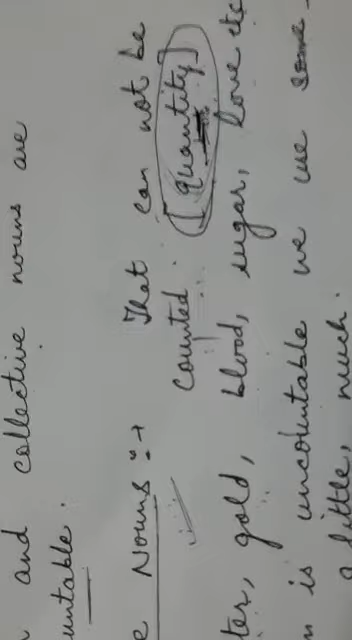 and collective nouns are
untable.
e Nouns :→ That can not be
counted. [quantity]
ter, gold, blood, sugar, love etc
is uncountable we use some
a little, much.